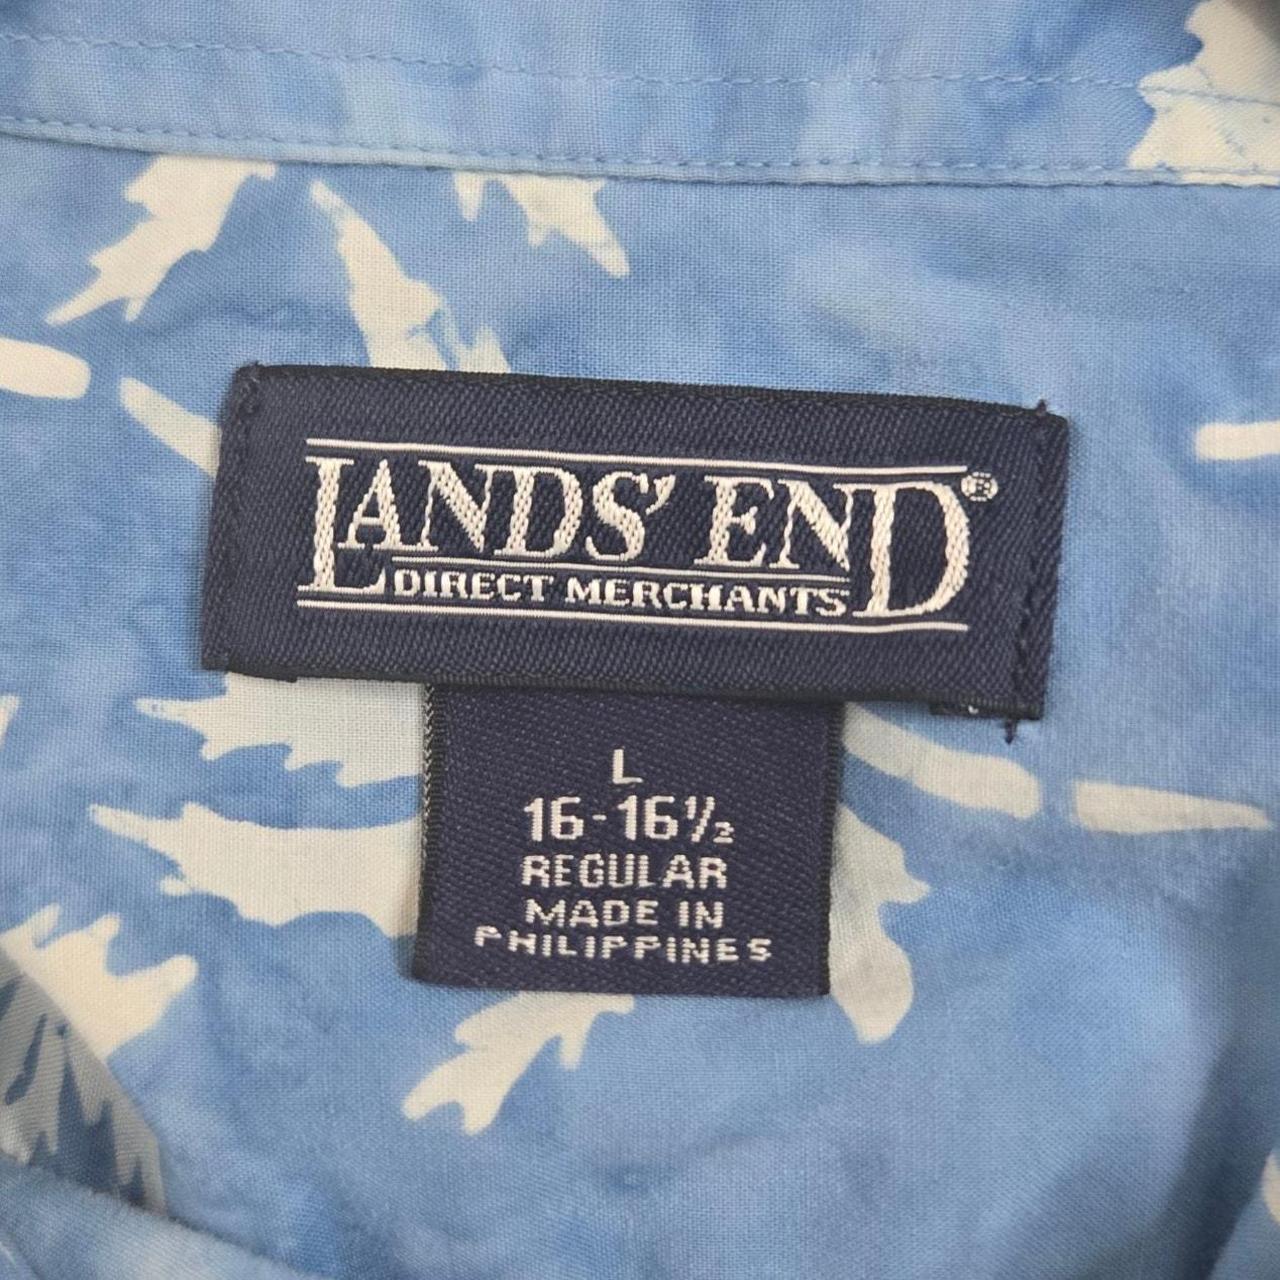 LANDS' END®
DIRECT MERCHANTS
L
16-16½
REGULAR
MADE IN
PHILIPPINES